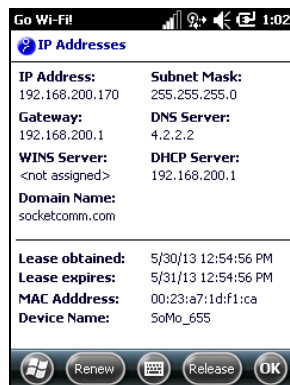 Go Wi-Fi! 1:02
IP Addresses
IP Address: Subnet Mask:
192.168.200.170 255.255.255.0
Gateway: DNS Server:
192.168.200.1 4.2.2.2
WINS Server: DHCP Server:
<not assigned> 192.168.200.1
Domain Name:
socketcomm.com
Lease obtained: 5/30/13 12:54:56 PM
Lease expires: 5/31/13 12:54:56 PM
MAC Adddress: 00:23:a7:1d:f1:ca
Device Name: SoMo_655
Renew Release OK